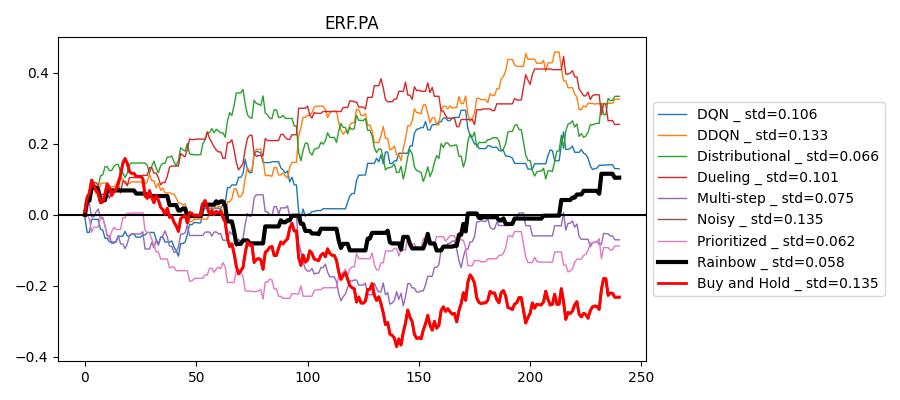 ERF.PA
0.4
0.2
0.0
−0.2
−0.4
0
50
100
150
200
250
DQN _ std=0.106
DDQN _ std=0.133
Distributional _ std=0.066
Dueling _ std=0.101
Multi-step _ std=0.075
Noisy _ std=0.135
Prioritized _ std=0.062
Rainbow _ std=0.058
Buy and Hold _ std=0.135